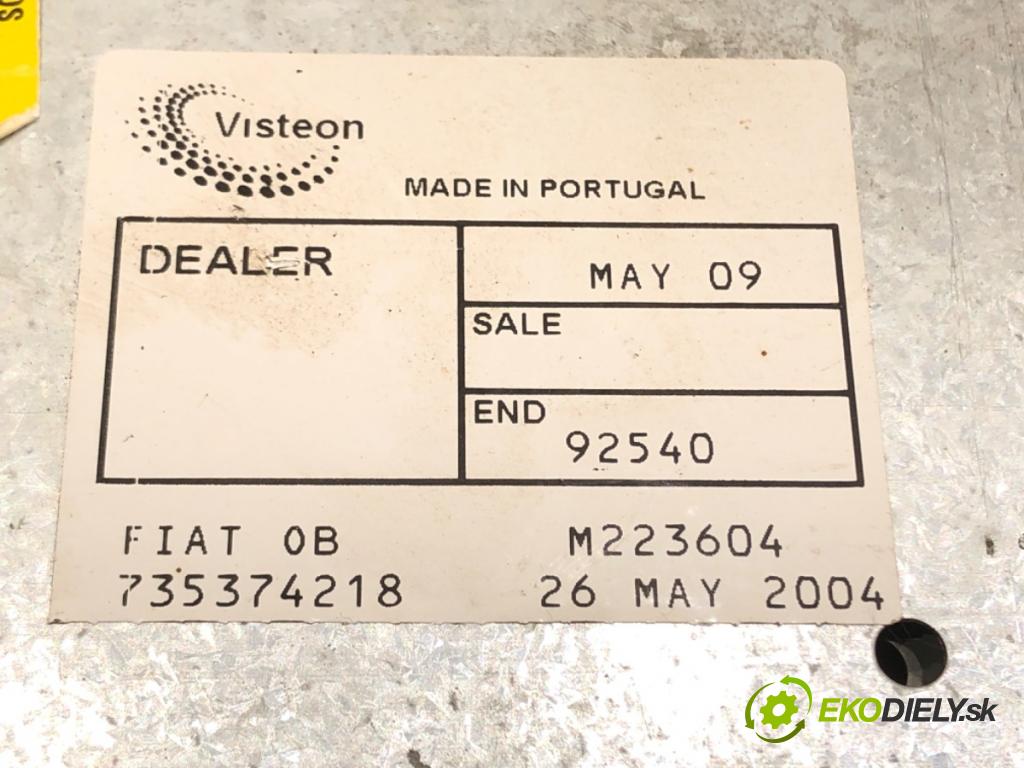 OS
Visteon
MADE IN PORTUGAL
DEALER
MAY 09
SALE
END
92540
FIAT 0B
M223604
735374218
26 MAY 2004
EKODIELY.sk